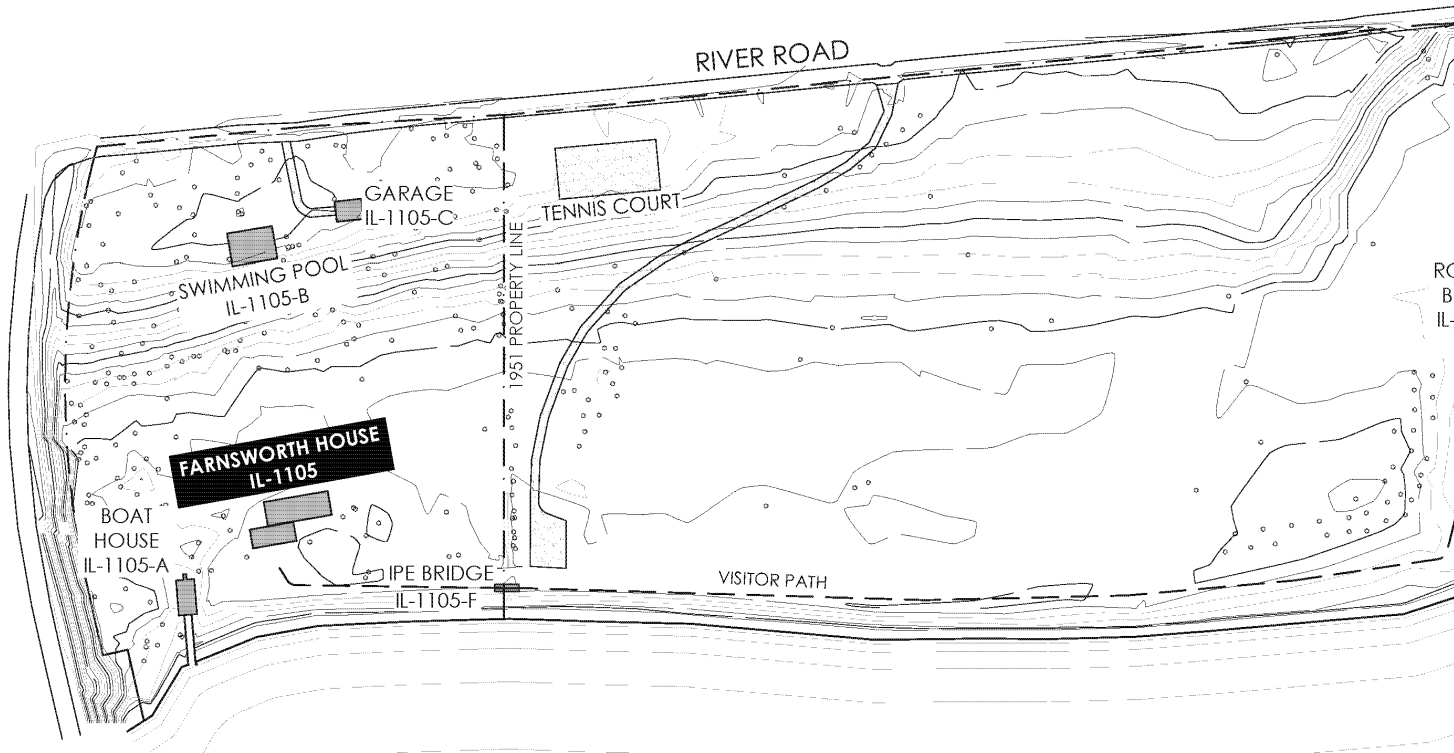 RIVER ROAD
GARAGE
IL-1105-C
TENNIS COURT
SWIMMING POOL
IL-1105-B
1951 PROPERTY LINE
FARNSWORTH HOUSE
IL-1105
BOAT
HOUSE
IL-1105-A
IPE BRIDGE
IL-1105-F
VISITOR PATH